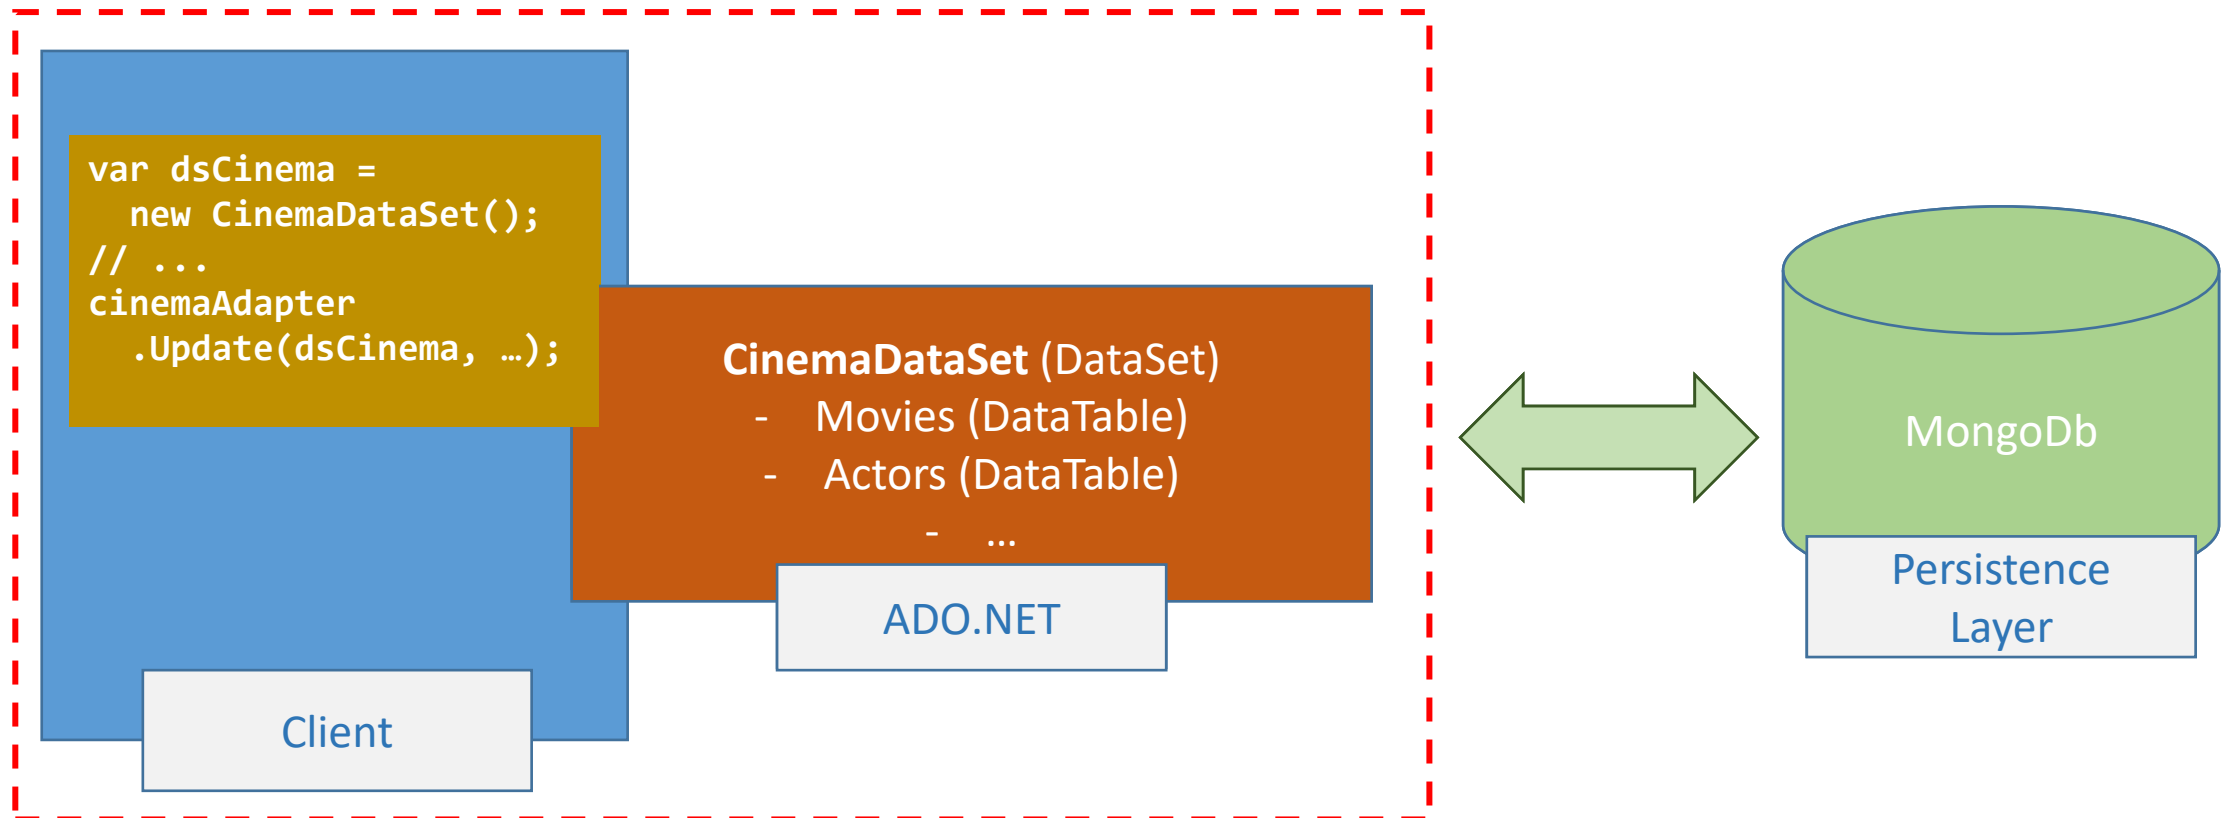 var dsCinema =
new CinemaDataSet();
// ...
cinemaAdapter
.Update(dsCinema, …);
CinemaDataSet (DataSet)
- Movies (DataTable)
- Actors (DataTable)
- …
ADO.NET
Client
MongoDb
Persistence
Layer